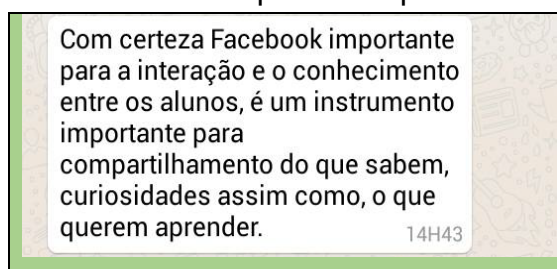 Com certeza Facebook importante
para a interação e o conhecimento
entre os alunos, é um instrumento
importante para
compartilhamento do que sabem,
curiosidades assim como, o que
querem aprender.
14H43